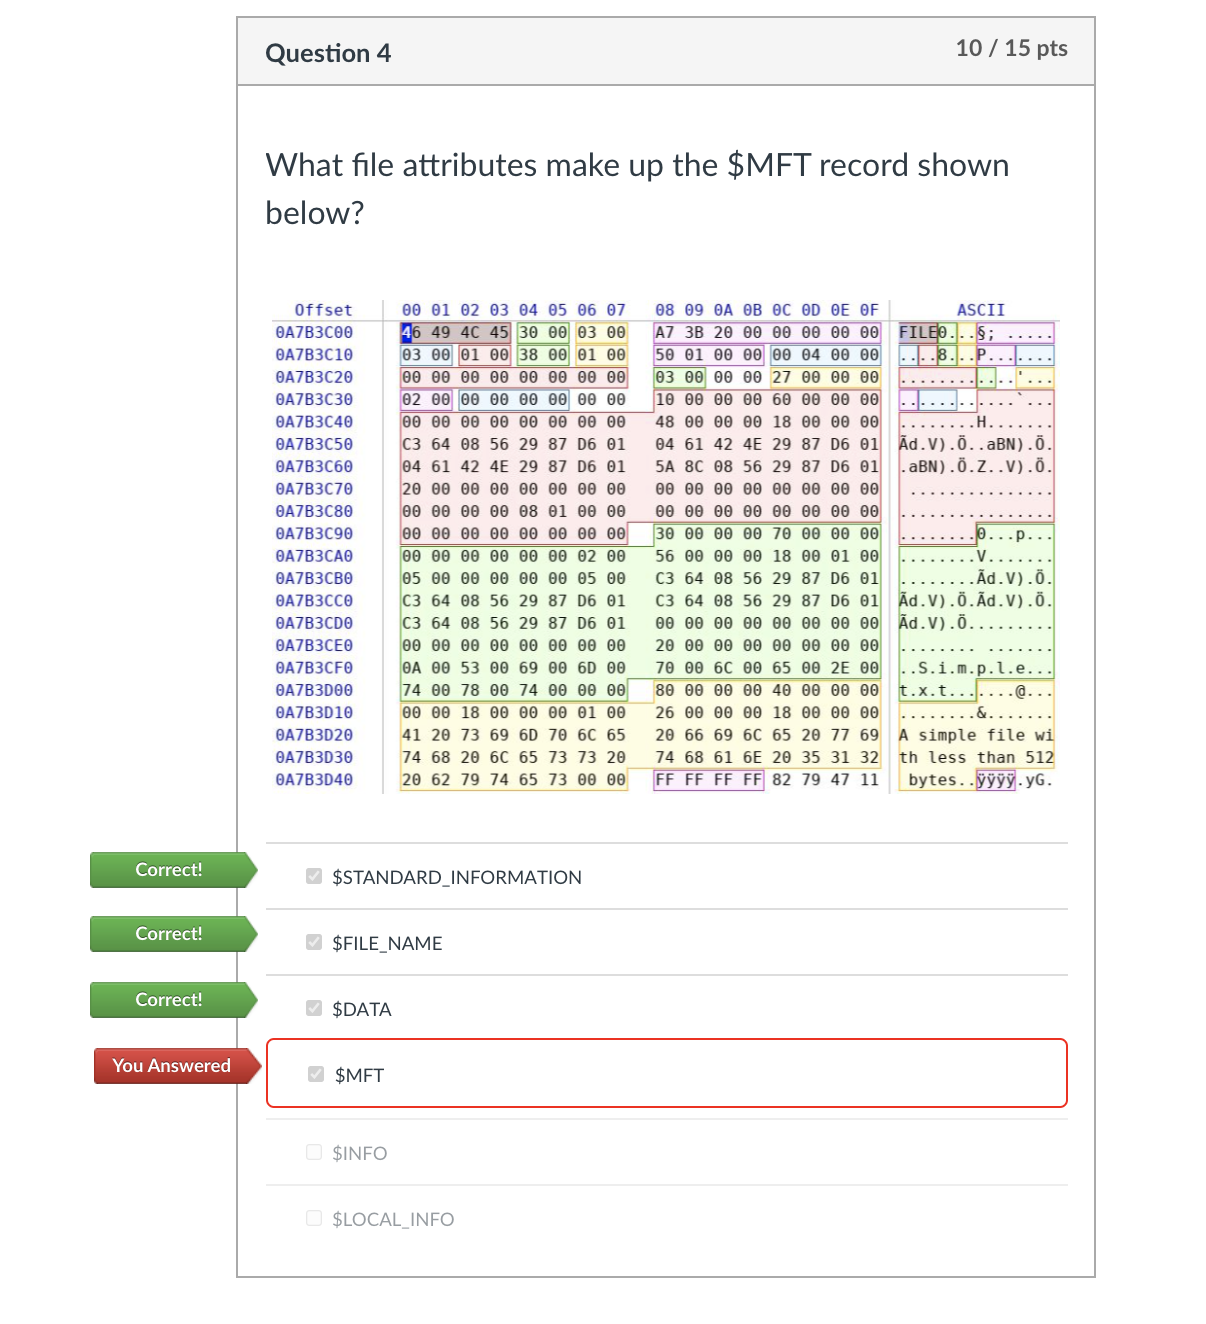 Question 4
10 / 15 pts
What file attributes make up the $MFT record shown
below?
Offset 00 01 02 03 04 05 06 07 08 09 0A 0B 0C 0D 0E 0F ASCII
0A7B3C00 46 49 4C 45 30 00 03 00 A7 3B 20 00 00 00 00 00 FILE0...§; .....
0A7B3C10 03 00 01 00 38 00 01 00 50 01 00 00 00 04 00 00 ....8...P.......
0A7B3C20 00 00 00 00 00 00 00 00 03 00 00 00 27 00 00 00 ............'...
0A7B3C30 02 00 00 00 00 00 00 00 10 00 00 00 60 00 00 00 ............`...
0A7B3C40 00 00 00 00 00 00 00 00 48 00 00 00 18 00 00 00 ........H.......
0A7B3C50 C3 64 08 56 29 87 D6 01 04 61 42 4E 29 87 D6 01 Ãd.V).Ö..aBN).Ö.
0A7B3C60 04 61 42 4E 29 87 D6 01 5A 8C 08 56 29 87 D6 01 .aBN).Ö.Z..V).Ö.
0A7B3C70 20 00 00 00 00 00 00 00 00 00 00 00 00 00 00 00 ...............
0A7B3C80 00 00 00 00 08 01 00 00 00 00 00 00 00 00 00 00 ................
0A7B3C90 00 00 00 00 00 00 00 00 30 00 00 00 70 00 00 00 ........0...p...
0A7B3CA0 00 00 00 00 00 00 02 00 56 00 00 00 18 00 01 00 ........V.......
0A7B3CB0 05 00 00 00 00 00 05 00 C3 64 08 56 29 87 D6 01 ........Ãd.V).Ö.
0A7B3CC0 C3 64 08 56 29 87 D6 01 C3 64 08 56 29 87 D6 01 Ãd.V).Ö.Ãd.V).Ö.
0A7B3CD0 C3 64 08 56 29 87 D6 01 00 00 00 00 00 00 00 00 Ãd.V).Ö.........
0A7B3CE0 00 00 00 00 00 00 00 00 20 00 00 00 00 00 00 00 ........ .......
0A7B3CF0 0A 00 53 00 69 00 6D 00 70 00 6C 00 65 00 2E 00 ..S.i.m.p.l.e...
0A7B3D00 74 00 78 00 74 00 00 00 80 00 00 00 40 00 00 00 t.x.t.......@...
0A7B3D10 00 00 18 00 00 00 01 00 26 00 00 00 18 00 00 00 ........&.......
0A7B3D20 41 20 73 69 6D 70 6C 65 20 66 69 6C 65 20 77 69 A simple file wi
0A7B3D30 74 68 20 6C 65 73 73 20 74 68 61 6E 20 35 31 32 th less than 512
0A7B3D40 20 62 79 74 65 73 00 00 FF FF FF FF 82 79 47 11 bytes..ÿÿÿÿ.yG.
Correct! $STANDARD_INFORMATION
Correct! $FILE_NAME
Correct! $DATA
You Answered $MFT
$INFO
$LOCAL_INFO